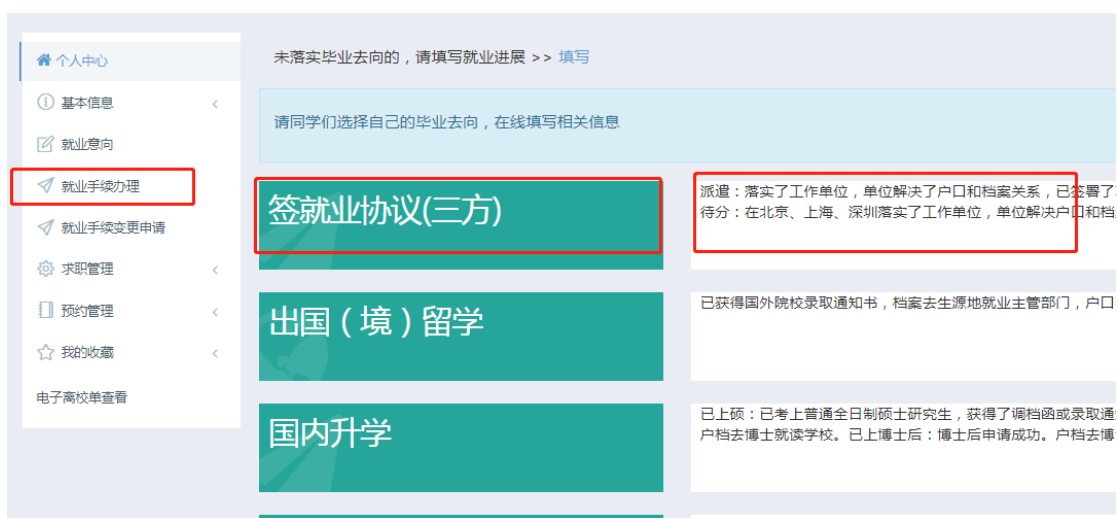 个人中心
基本信息
就业意向
就业手续办理
就业手续变更申请
求职管理
预约管理
我的收藏
电子离校单查看
未落实毕业去向的，请填写就业进展 >> 填写
请同学们选择自己的毕业去向，在线填写相关信息
签就业协议(三方)
派遣：落实了工作单位，单位解决了户口和档案关系，已签署了
待分：在北京、上海、深圳落实了工作单位，单位解决户口和档
出国（境）留学
已获得国外院校录取通知书，档案去生源地就业主管部门，户口
国内升学
已上硕：已考上普通全日制硕士研究生，获得了调档函或录取通
户档去博士就读学校。已上博士后：博士后申请成功。户档去博